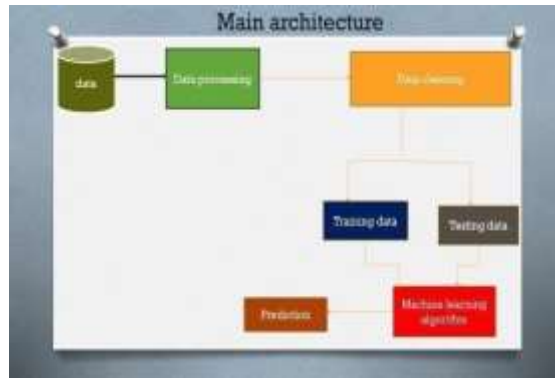 Main architecture
data
Data processing
Data cleaning
Training data
Testing data
Machine learning
algorithm
Prediction